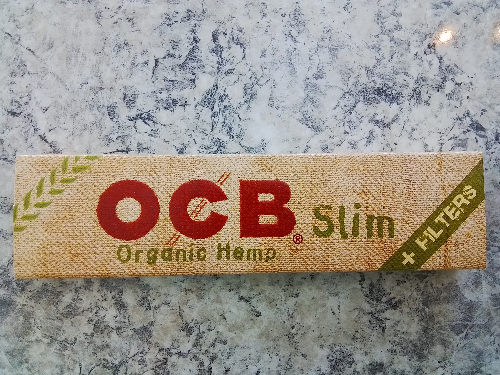 OCB® Slim
Organic Hemp
+ FILTERS